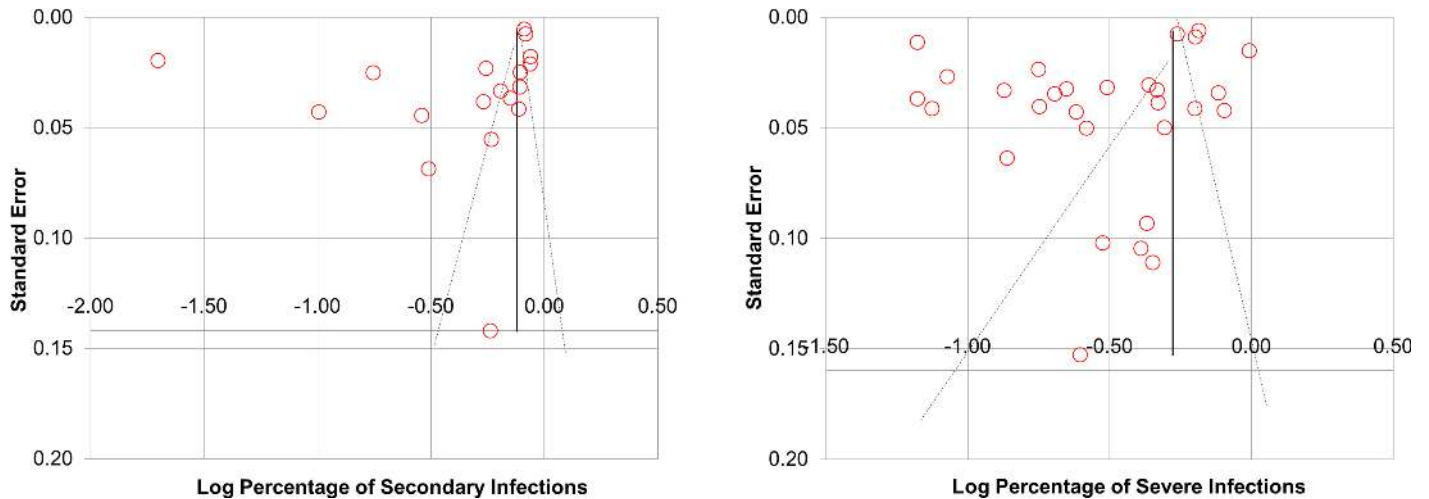 0.00
0.05
0.10
0.15
0.20
Standard Error
-2.00 -1.50 -1.00 -0.50 0.00 0.50
Log Percentage of Secondary Infections
0.00
0.05
0.10
0.15
0.20
Standard Error
-1.50 -1.00 -0.50 0.00 0.50
Log Percentage of Severe Infections